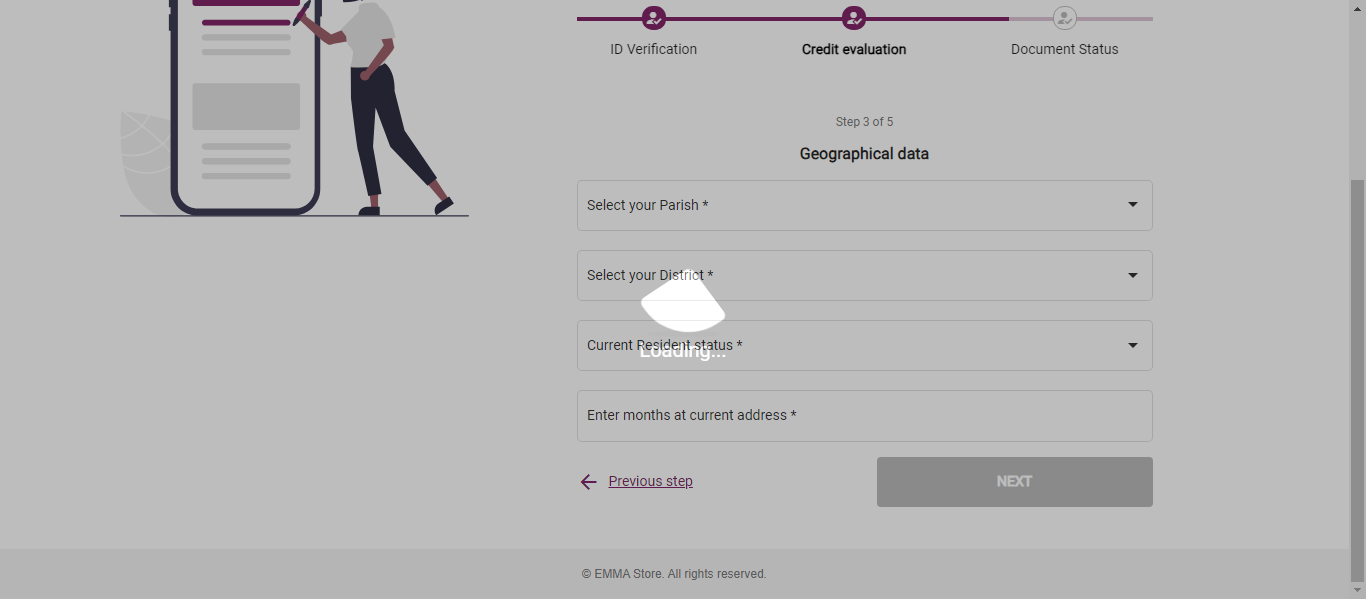 ID Verification
Credit evaluation
Document Status
Step 3 of 5
Geographical data
Select your Parish *
Select your District *
Current Resident status *
Loading...
Enter months at current address *
Previous step
NEXT
© EMMA Store. All rights reserved.